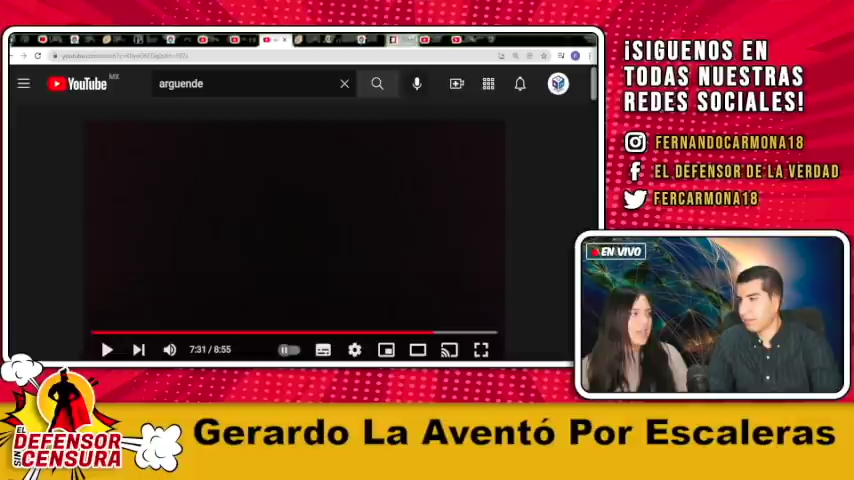 YouTube MX
arguende
7:31 / 8:55
¡SIGUENOS EN
TODAS NUESTRAS
REDES SOCIALES!
FERNANDOCARMONA18
EL DEFENSOR DE LA VERDAD
FERCARMONA18
EN VIVO
EL
DEFENSOR
SIN
CENSURA
Gerardo La Aventó Por Escaleras